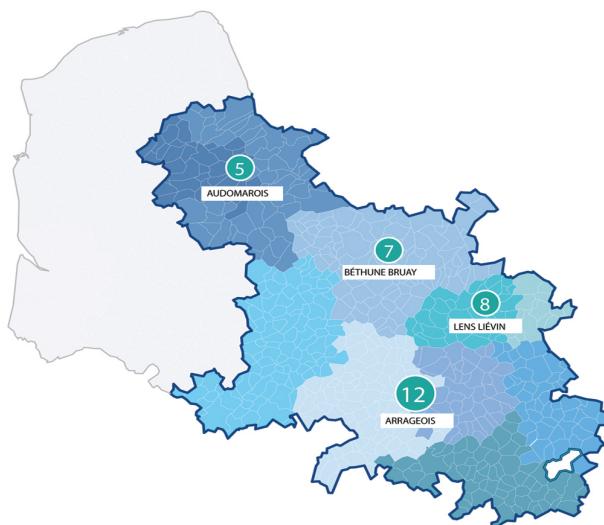 5
AUDOMAROIS
7
BÉTHUNE BRUAY
8
LENS LIÉVIN
12
ARRAGEOIS